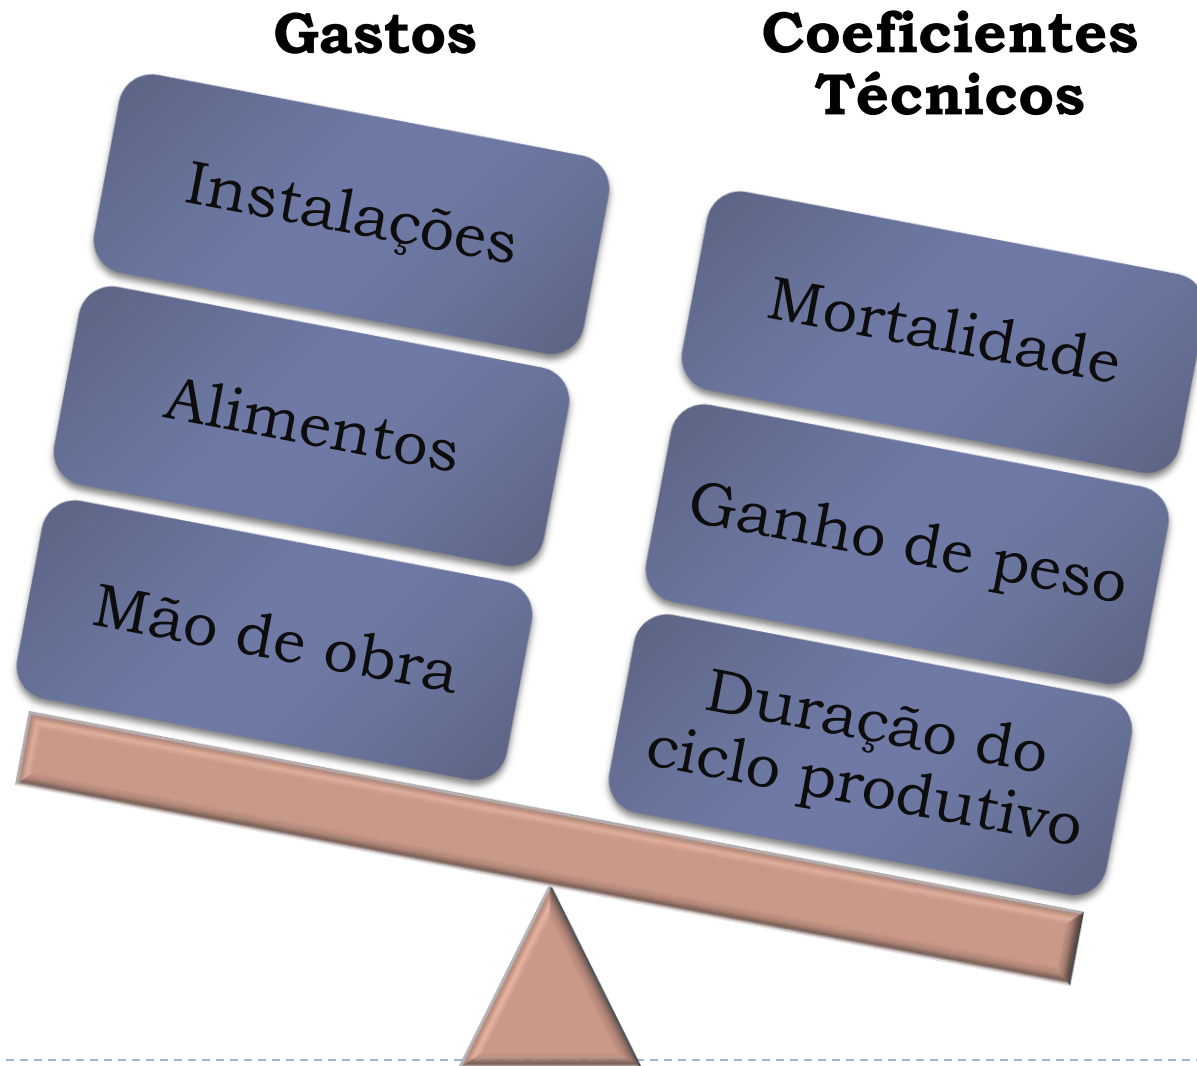 Gastos
Instalações
Alimentos
Mão de obra
Coeficientes
Técnicos
Mortalidade
Ganho de peso
Duração do
ciclo produtivo